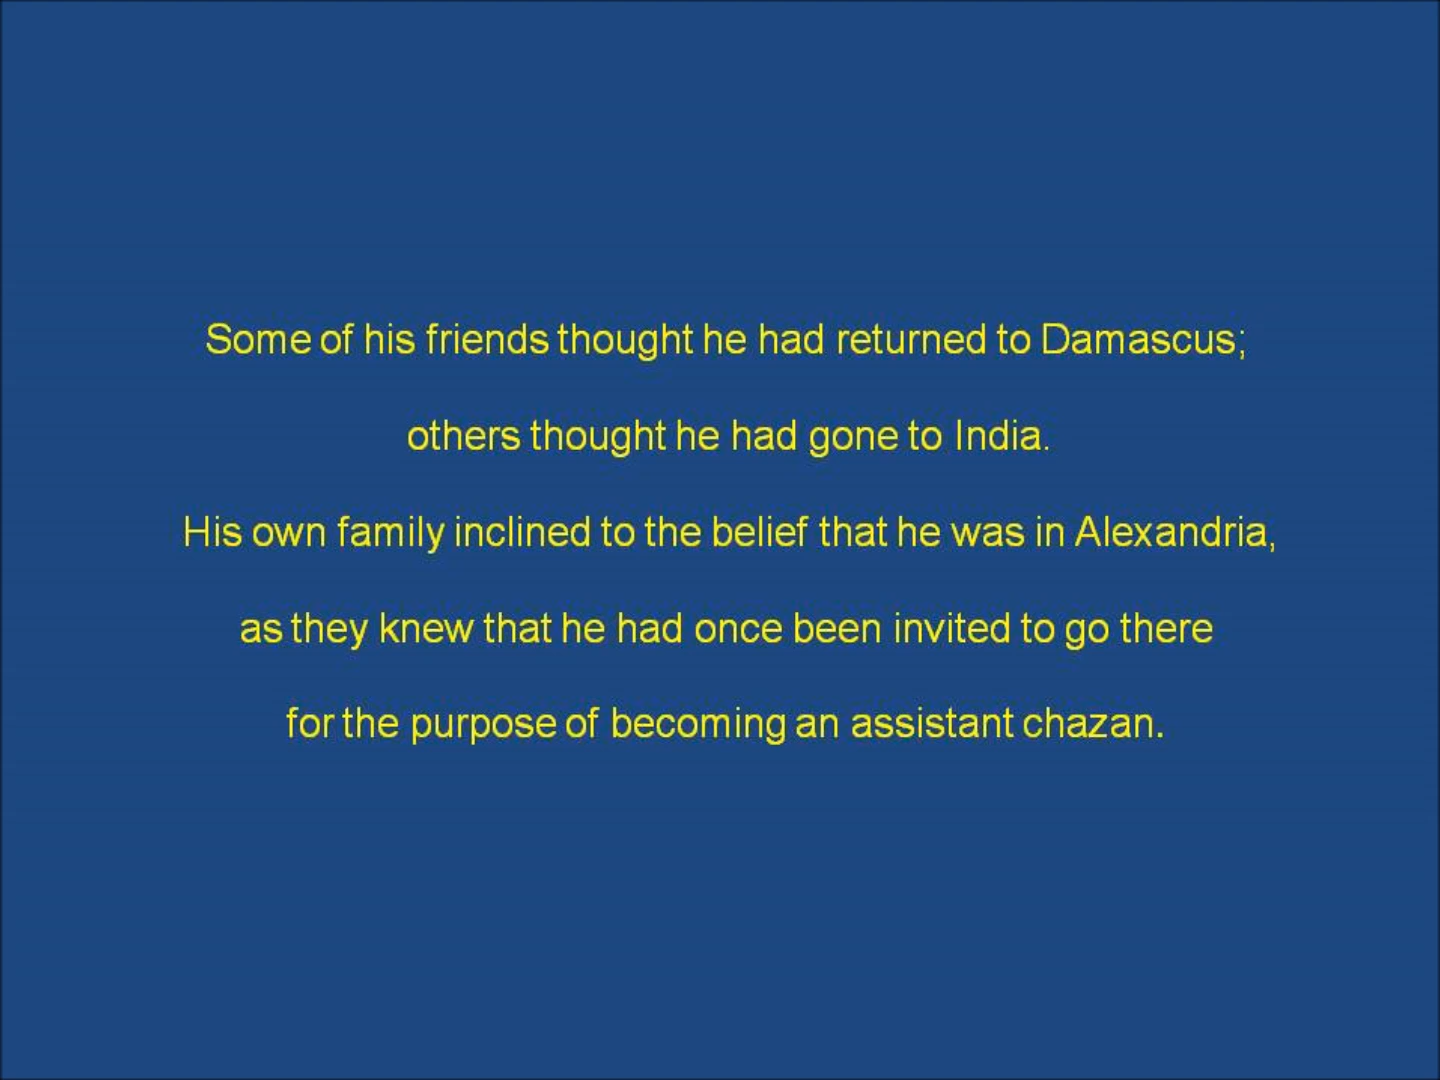 Some of his friends thought he had returned to Damascus;
others thought he had gone to India.
His own family inclined to the belief that he was in Alexandria,
as they knew that he had once been invited to go there
for the purpose of becoming an assistant chazan.